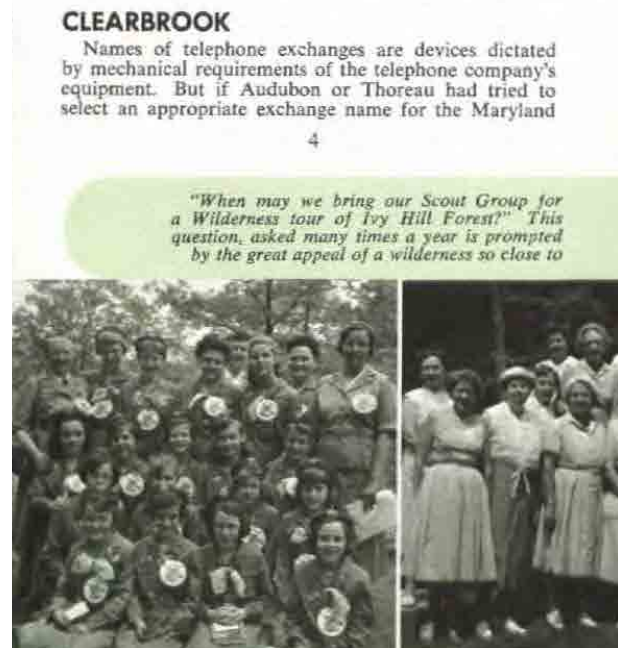 CLEARBROOK
Names of telephone exchanges are devices dictated
by mechanical requirements of the telephone company's
equipment. But if Audubon or Thoreau had tried to
select an appropriate exchange name for the Maryland
4
"When may we bring our Scout Group for
a Wilderness tour of Ivy Hill Forest?" This
question, asked many times a year is prompted
by the great appeal of a wilderness so close to